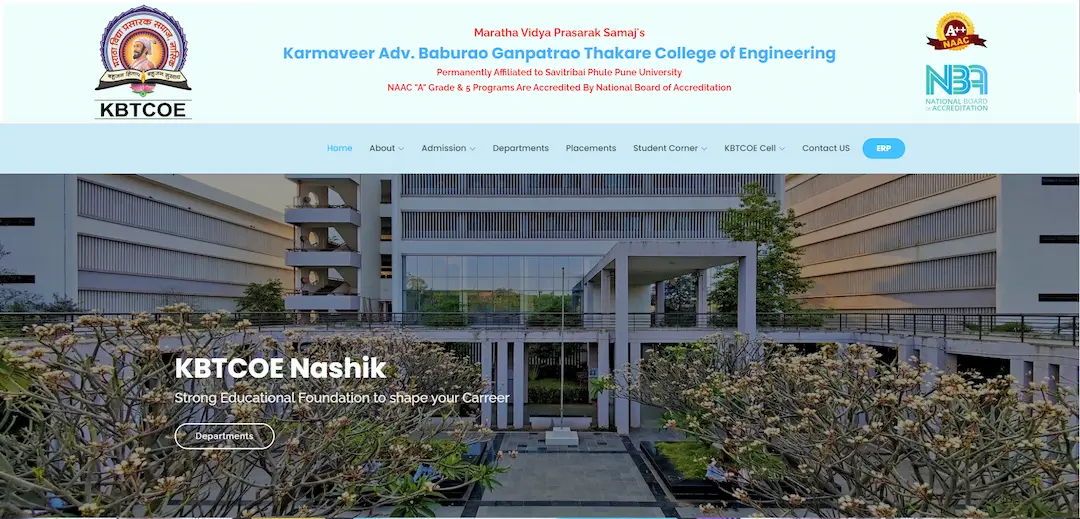 मराठा विद्या प्रसारक समाज, नाशिक
बहुजन हिताय बहुजन सुखाय
KBTCOE
Maratha Vidya Prasarak Samaj's
Karmaveer Adv. Baburao Ganpatrao Thakare College of Engineering
Permanently Affiliated to Savitribai Phule Pune University
NAAC "A" Grade & 5 Programs Are Accredited By National Board of Accreditation
A++
NAAC
NBA
NATIONAL BOARD
OF ACCREDITATION
Home
About
Admission
Departments
Placements
Student Corner
KBTCOE Cell
Contact US
ERP
KBTCOE Nashik
Strong Educational Foundation to shape your Carreer
Departments